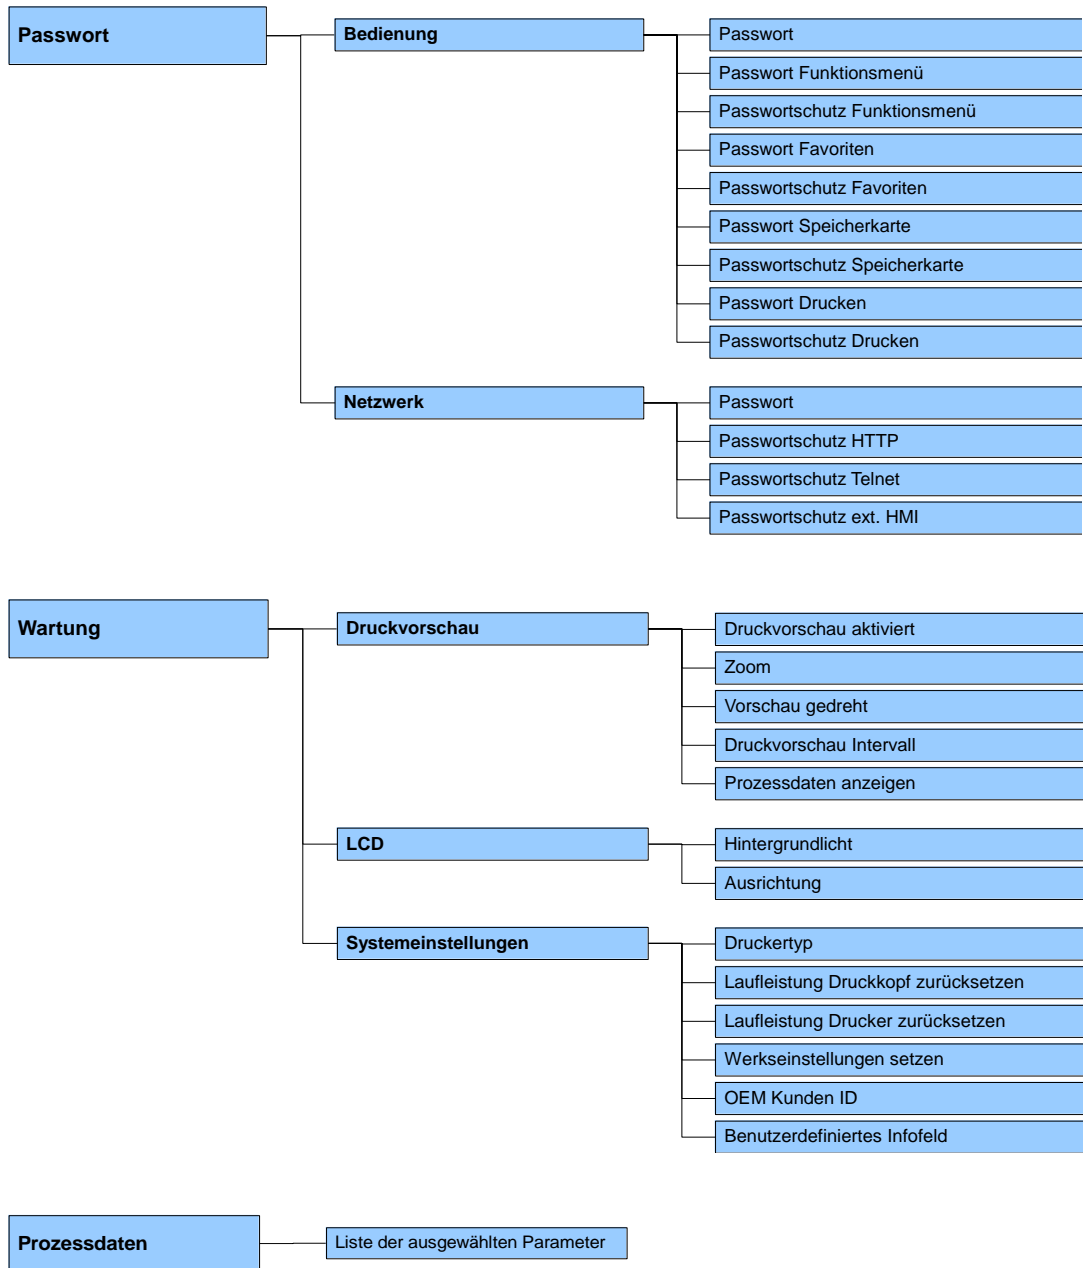 Passwort
Bedienung
Passwort
Passwort Funktionsmenü
Passwortschutz Funktionsmenü
Passwort Favoriten
Passwortschutz Favoriten
Passwort Speicherkarte
Passwortschutz Speicherkarte
Passwort Drucken
Passwortschutz Drucken
Netzwerk
Passwort
Passwortschutz HTTP
Passwortschutz Telnet
Passwortschutz ext. HMI
Wartung
Druckvorschau
Druckvorschau aktiviert
Zoom
Vorschau gedreht
Druckvorschau Intervall
Prozessdaten anzeigen
LCD
Hintergrundlicht
Ausrichtung
Systemeinstellungen
Druckertyp
Laufleistung Druckkopf zurücksetzen
Laufleistung Drucker zurücksetzen
Werkseinstellungen setzen
OEM Kunden ID
Benutzerdefiniertes Infofeld
Prozessdaten
Liste der ausgewählten Parameter